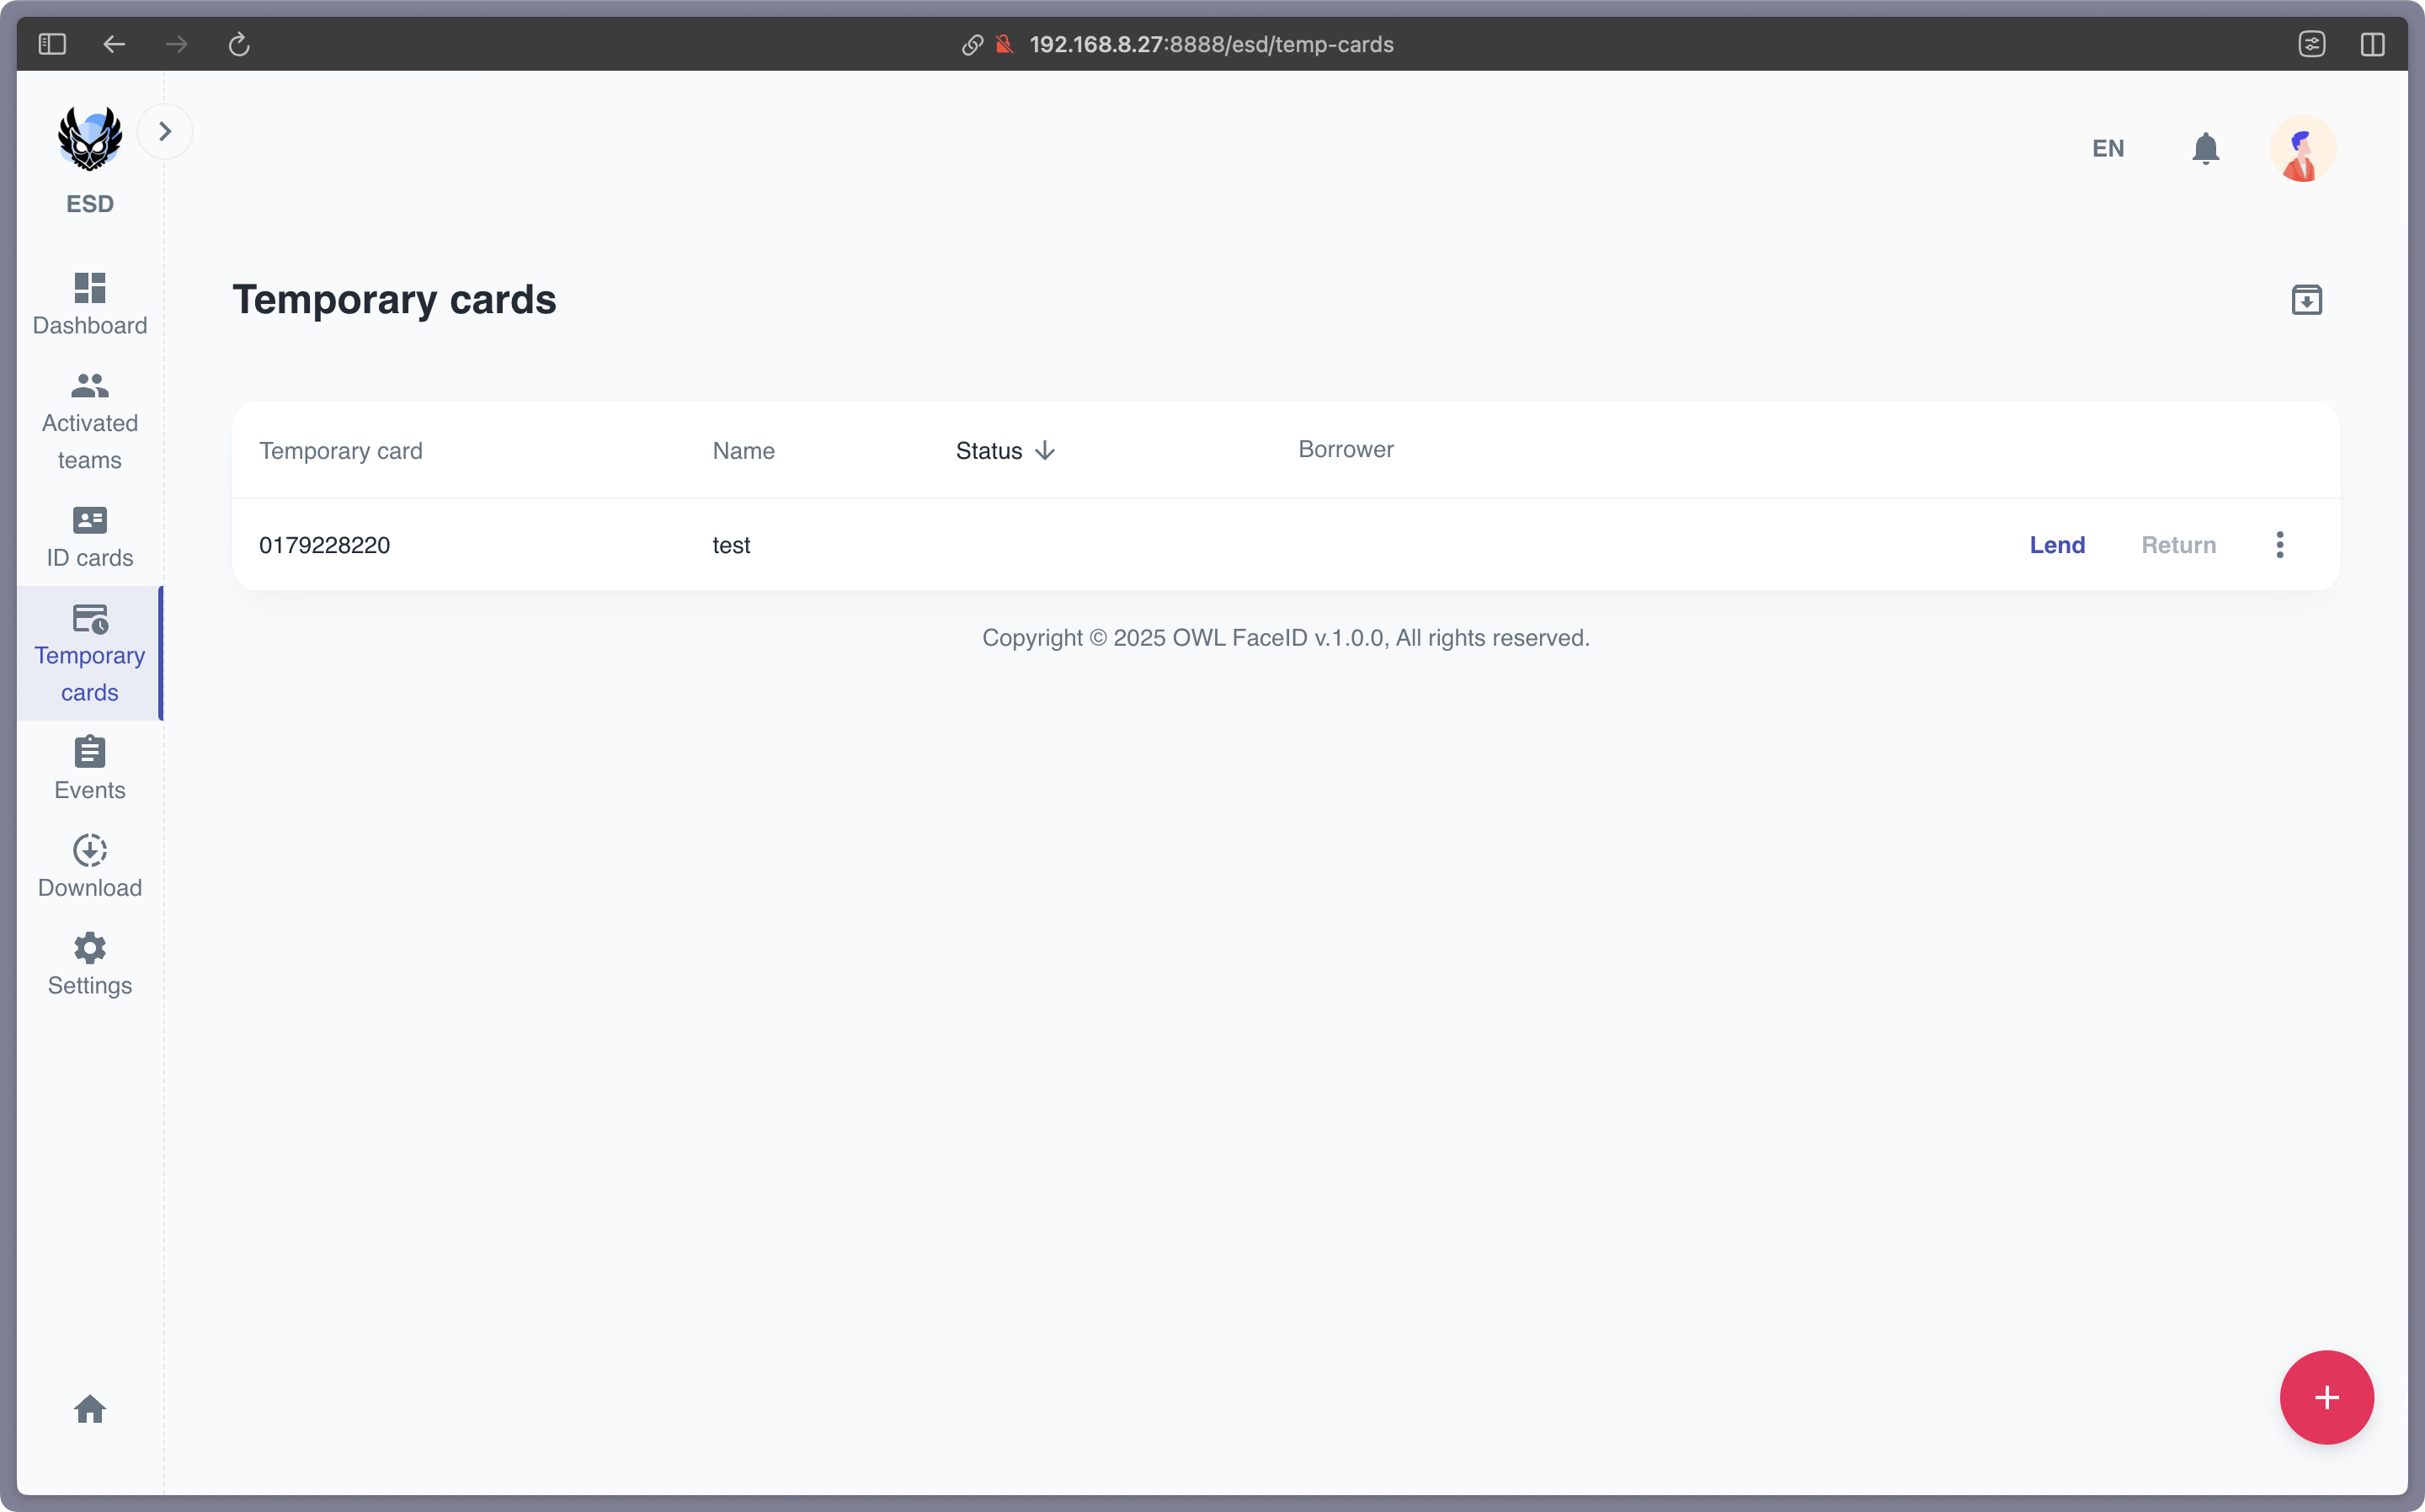 192.168.8.27:8888/esd/temp-cards
ESD
EN
Dashboard
Activated
teams
ID cards
Temporary
cards
Events
Download
Settings
Temporary cards
Temporary card Name Status Borrower
0179228220 test Lend Return
Copyright © 2025 OWL FaceID v.1.0.0, All rights reserved.